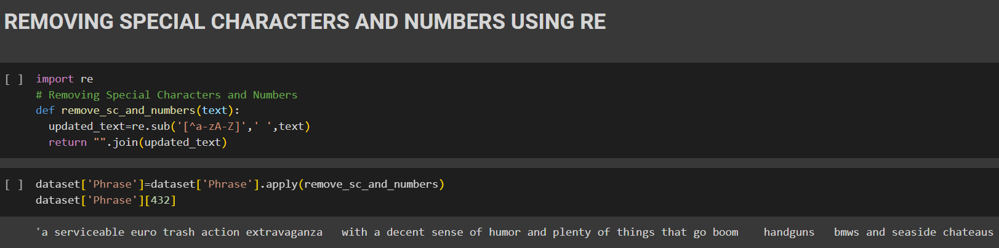 REMOVING SPECIAL CHARACTERS AND NUMBERS USING RE
[ ] import re
# Removing Special Characters and Numbers
def remove_sc_and_numbers(text):
  updated_text=re.sub('[^a-zA-Z]',' ',text)
  return "".join(updated_text)
[ ] dataset['Phrase']=dataset['Phrase'].apply(remove_sc_and_numbers)
dataset['Phrase'][432]
'a serviceable euro trash action extravaganza   with a decent sense of humor and plenty of things that go boom    handguns   bmws and seaside chateaus